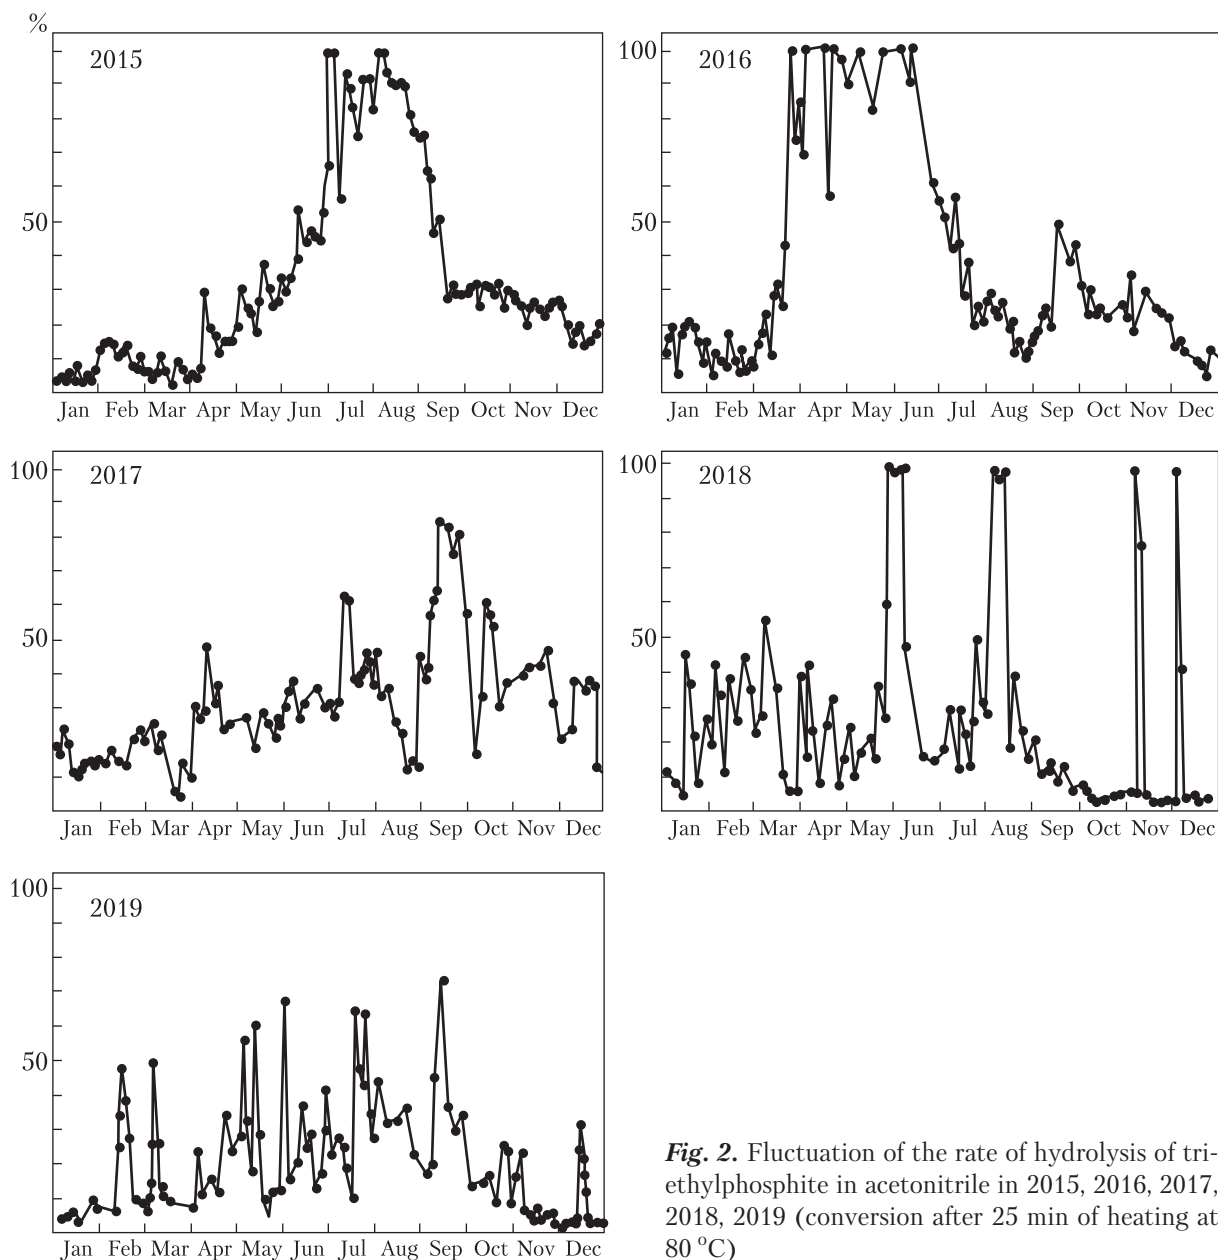 %
2015
50
Jan Feb Mar Apr May Jun Jul Aug Sep Oct Nov Dec
100
2016
50
Jan Feb Mar Apr May Jun Jul Aug Sep Oct Nov Dec
100
2017
50
Jan Feb Mar Apr May Jun Jul Aug Sep Oct Nov Dec
100
2018
50
Jan Feb Mar Apr May Jun Jul Aug Sep Oct Nov Dec
100
2019
50
Jan Feb Mar Apr May Jun Jul Aug Sep Oct Nov Dec
Fig. 2. Fluctuation of the rate of hydrolysis of tri-
ethylphosphite in acetonitrile in 2015, 2016, 2017,
2018, 2019 (conversion after 25 min of heating at
80 °C)